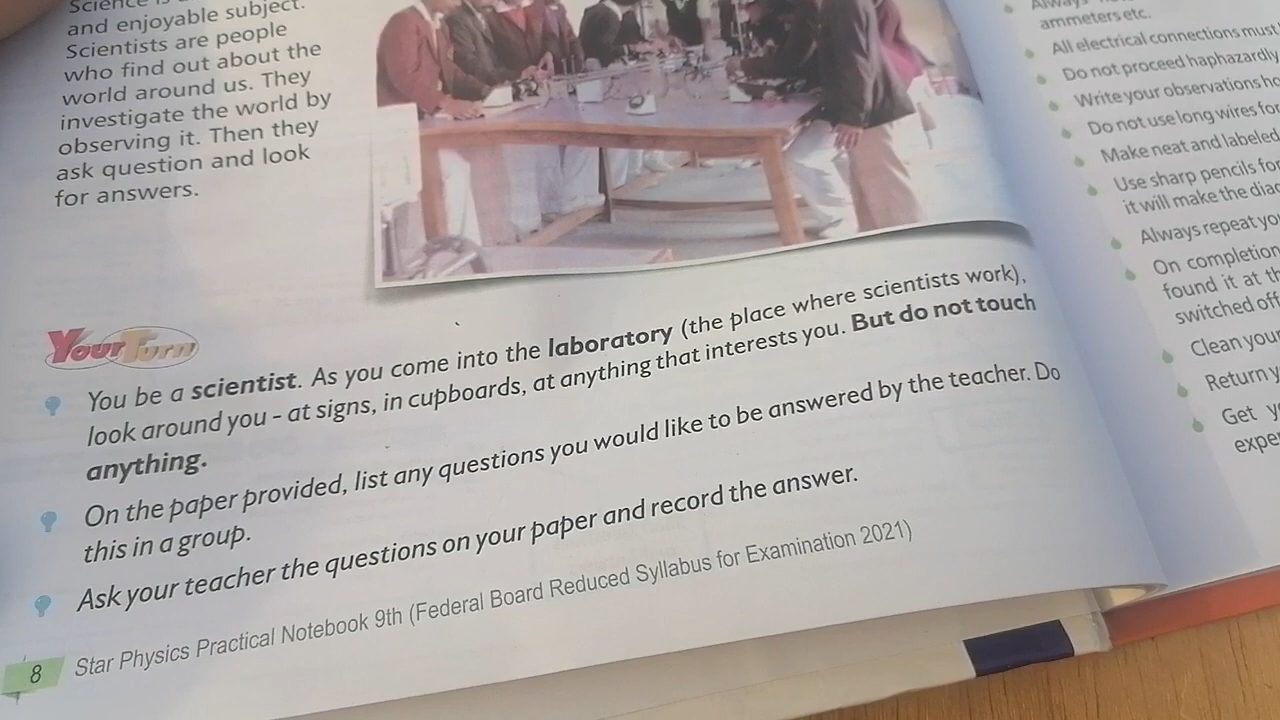 Science is
and enjoyable subject.
Scientists are people
who find out about the
world around us. They
investigate the world by
observing it. Then they
ask question and look
for answers.
Your Turn
You be a scientist. As you come into the laboratory (the place where scientists work),
look around you - at signs, in cupboards, at anything that interests you. But do not touch
anything.
On the paper provided, list any questions you would like to be answered by the teacher. Do
this in a group.
Ask your teacher the questions on your paper and record the answer.
8 Star Physics Practical Notebook 9th (Federal Board Reduced Syllabus for Examination 2021)
Always
ammeters etc.
All electrical connections must
Do not proceed haphazardly
Write your observations
Do not use long wires for
Make neat and labeled
Use sharp pencils for
it will make the
Always repeat
On completion
found it at
switched off
Clean your
Return
Get